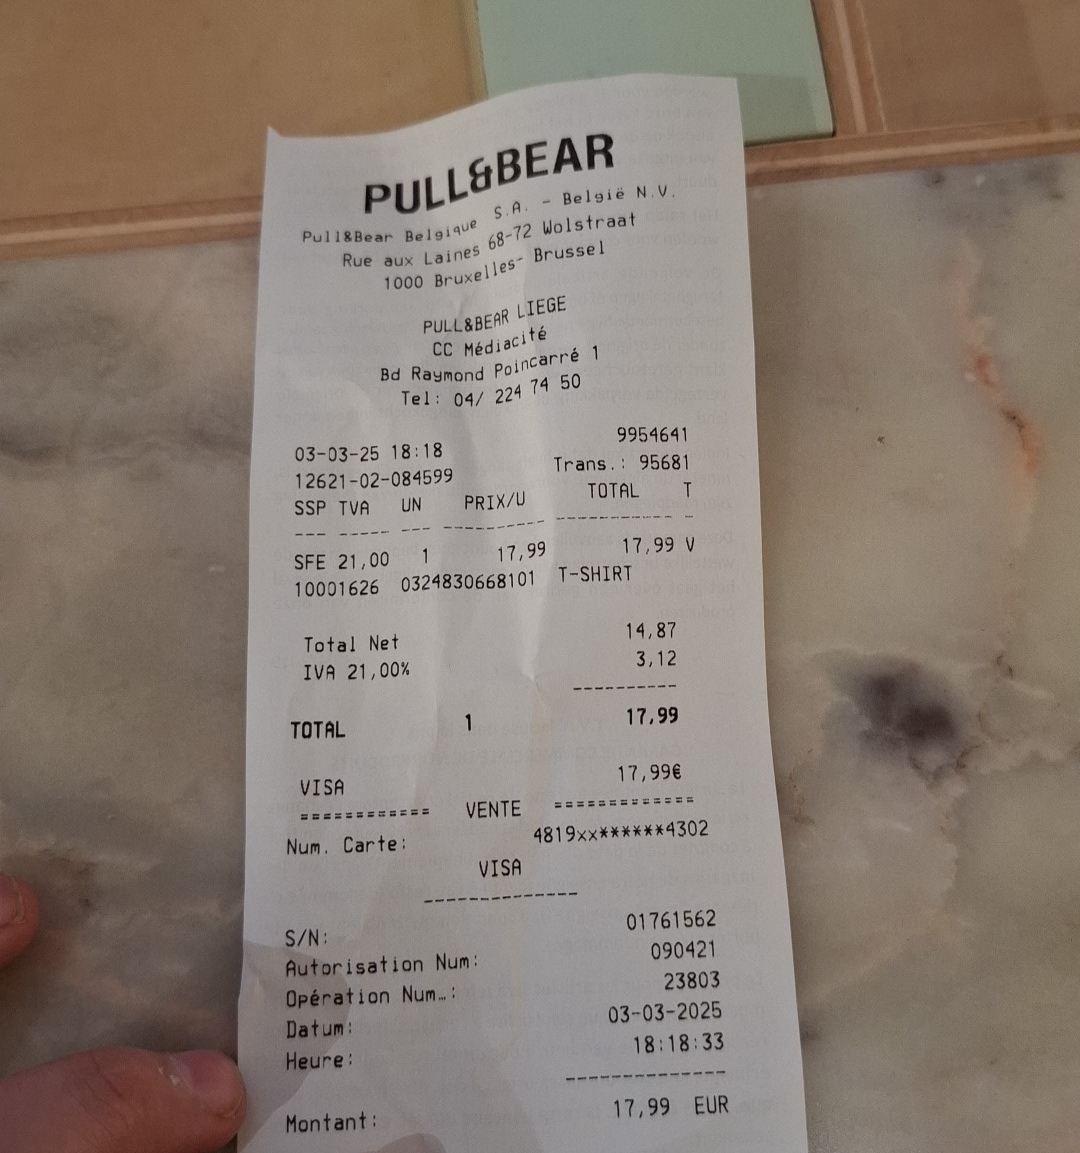 PULL&BEAR
Pull&Bear Belgique S.A. - België N.V.
Rue aux Laines 68-72 Wolstraat
1000 Bruxelles- Brussel
PULL&BEAR LIEGE
CC Médiacité
Bd Raymond Poincarré 1
Tel: 04/ 224 74 50
03-03-25 18:18 9954641
12621-02-084599 Trans.: 95681
SSP TVA UN PRIX/U TOTAL T
--- ----- --- ---------- ----------- -
SFE 21,00 1 17,99 17,99 V
10001626 0324830668101 T-SHIRT
Total Net 14,87
IVA 21,00% 3,12
----------
TOTAL 1 17,99
VISA 17,99€
============ VENTE =============
Num. Carte: 4819xx******4302
VISA
--------------
S/N: 01761562
Autorisation Num: 090421
Opération Num…: 23803
Datum: 03-03-2025
Heure: 18:18:33
--------------
Montant: 17,99 EUR